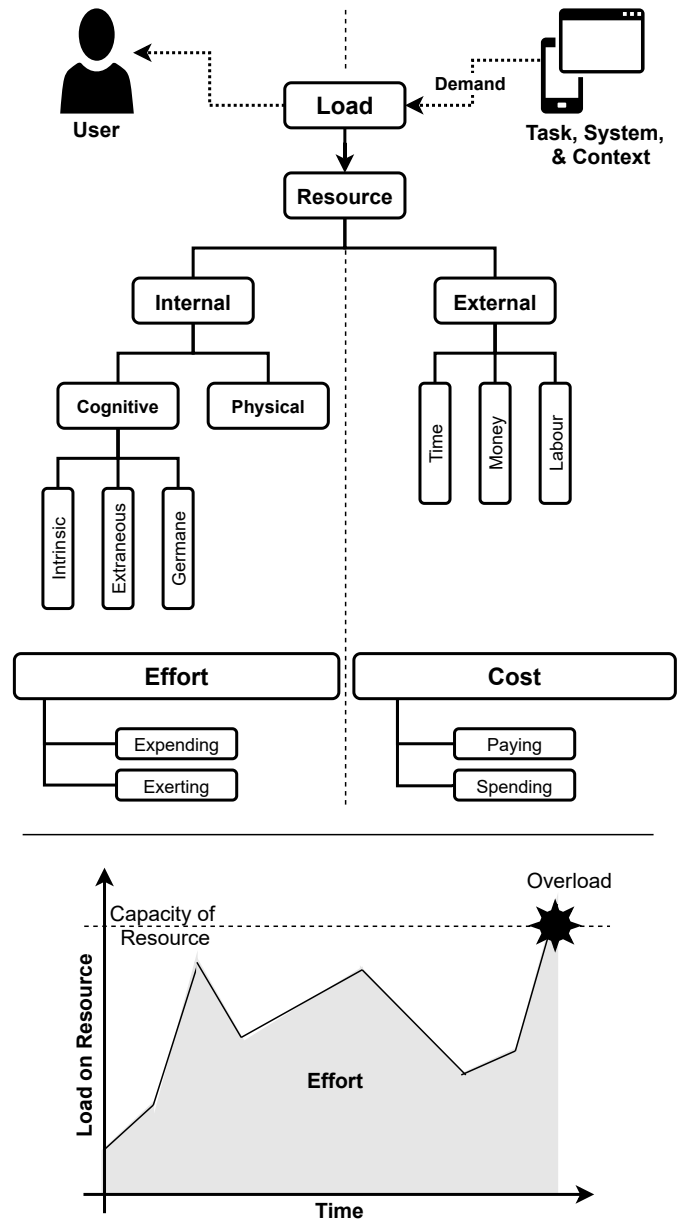 Demand
Load
User
Task, System,
& Context
Resource
Internal
External
Cognitive
Physical
Time
Money
Labour
Intrinsic
Extraneous
Germane
Effort
Cost
Expending
Paying
Exerting
Spending
Overload
Capacity of
Resource
Load on Resource
Effort
Time